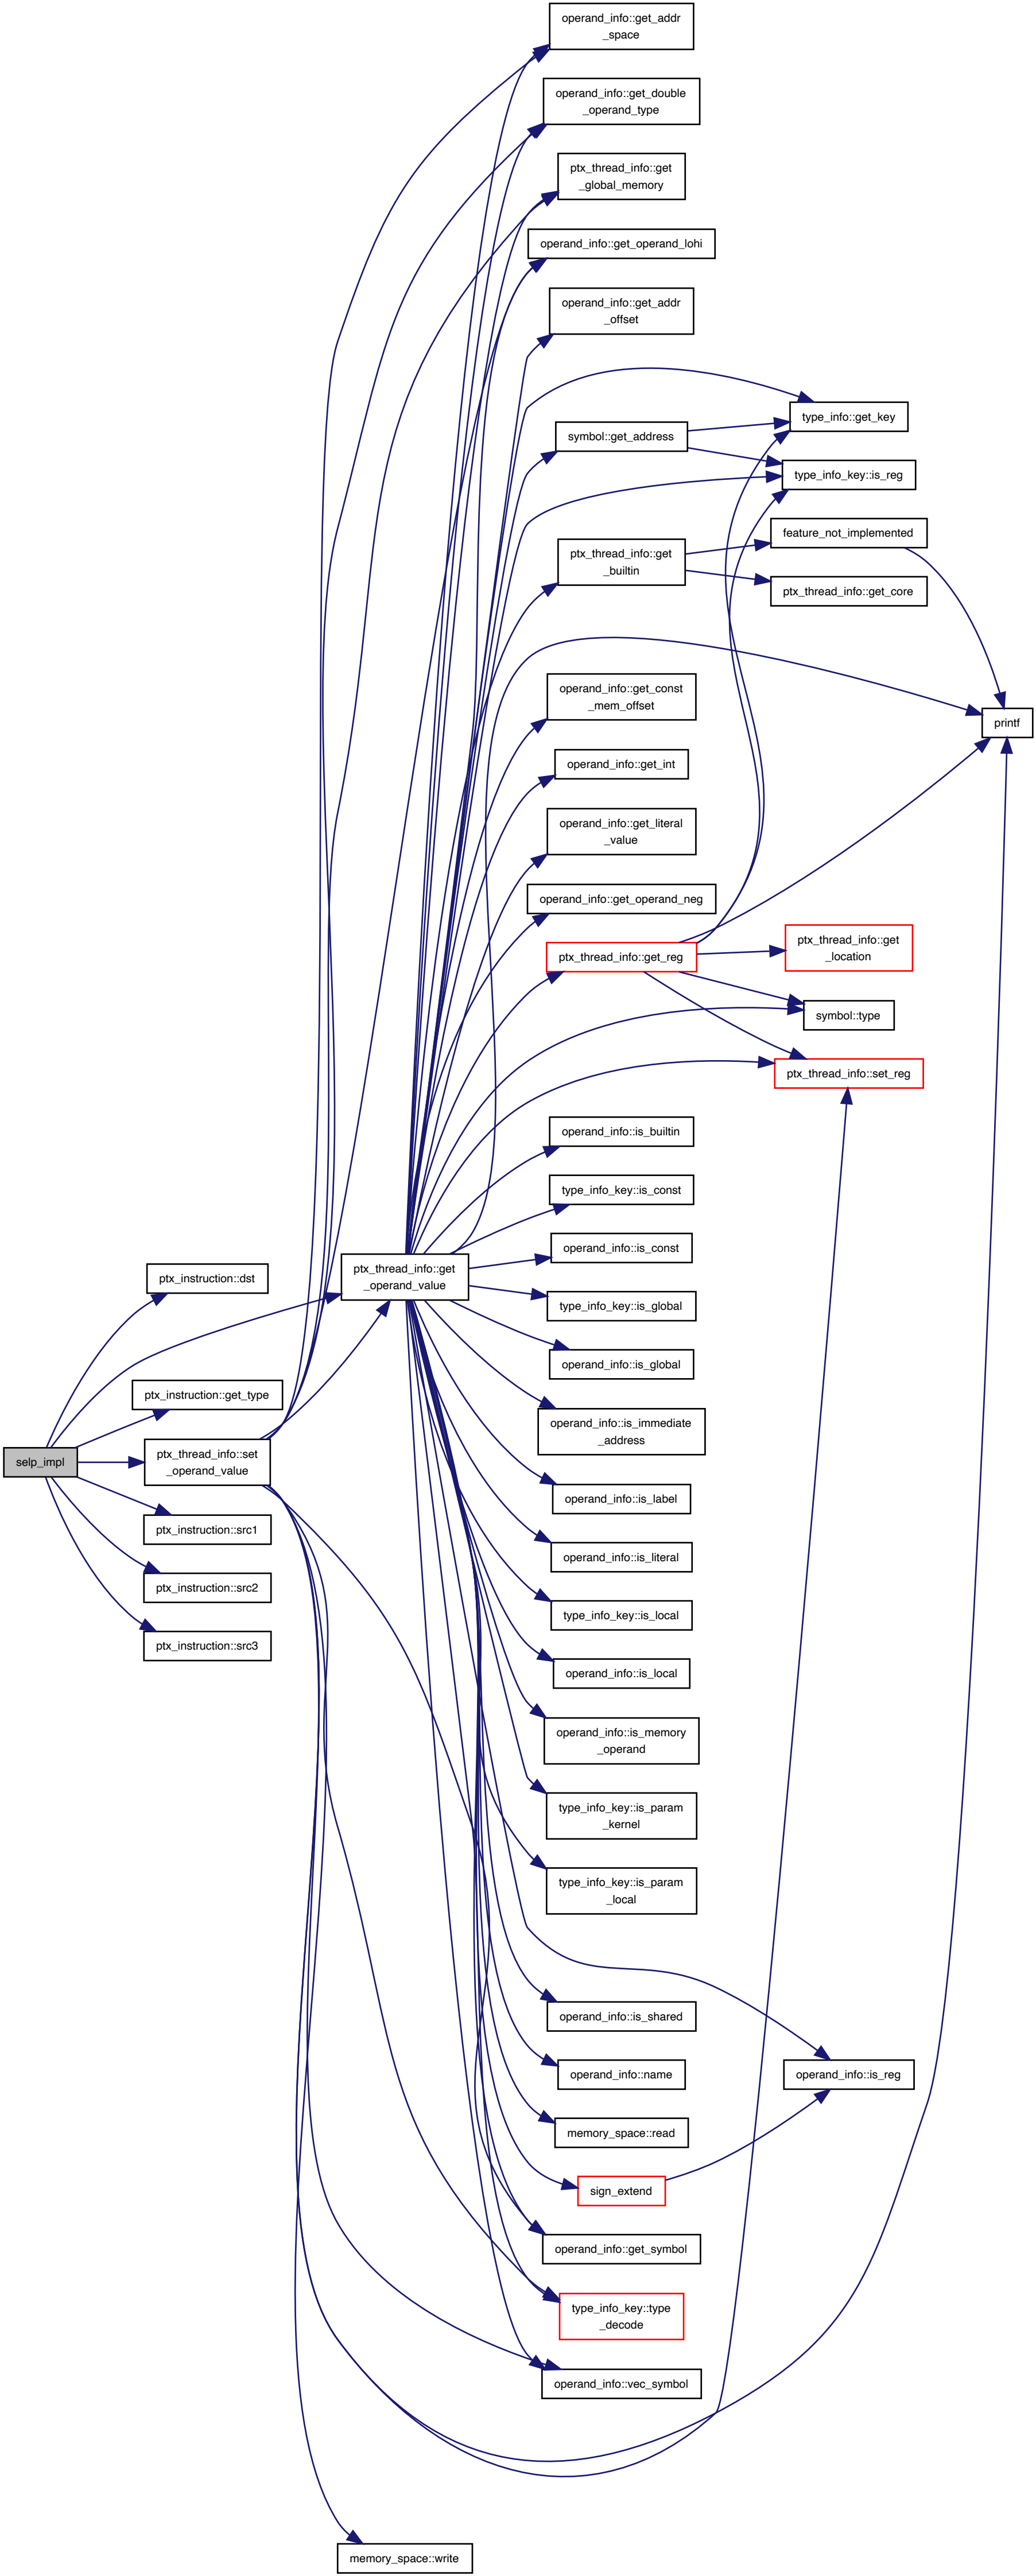 operand_info::get_addr
_space
operand_info::get_double
_operand_type
ptx_thread_info::get
_global_memory
operand_info::get_operand_lohi
operand_info::get_addr
_offset
type_info::get_key
symbol::get_address
type_info_key::is_reg
feature_not_implemented
ptx_thread_info::get
_builtin
ptx_thread_info::get_core
operand_info::get_const
_mem_offset
printf
operand_info::get_int
operand_info::get_literal
_value
operand_info::get_operand_neg
ptx_thread_info::get_reg
ptx_thread_info::get
_location
symbol::type
ptx_thread_info::set_reg
operand_info::is_builtin
type_info_key::is_const
operand_info::is_const
ptx_thread_info::get
_operand_value
ptx_instruction::dst
type_info_key::is_global
operand_info::is_global
ptx_instruction::get_type
operand_info::is_immediate
_address
selp_impl
ptx_thread_info::set
_operand_value
operand_info::is_label
ptx_instruction::src1
operand_info::is_literal
ptx_instruction::src2
type_info_key::is_local
ptx_instruction::src3
operand_info::is_local
operand_info::is_memory
_operand
type_info_key::is_param
_kernel
type_info_key::is_param
_local
operand_info::is_shared
operand_info::name
operand_info::is_reg
memory_space::read
sign_extend
operand_info::get_symbol
type_info_key::type
_decode
operand_info::vec_symbol
memory_space::write